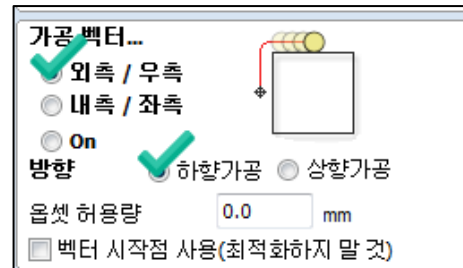 가공 벡터...
외측 / 우측
내측 / 좌측
On
방향 하향가공 상향가공
옵셋 허용량 0.0 mm
벡터 시작점 사용(최적화하지 말 것)